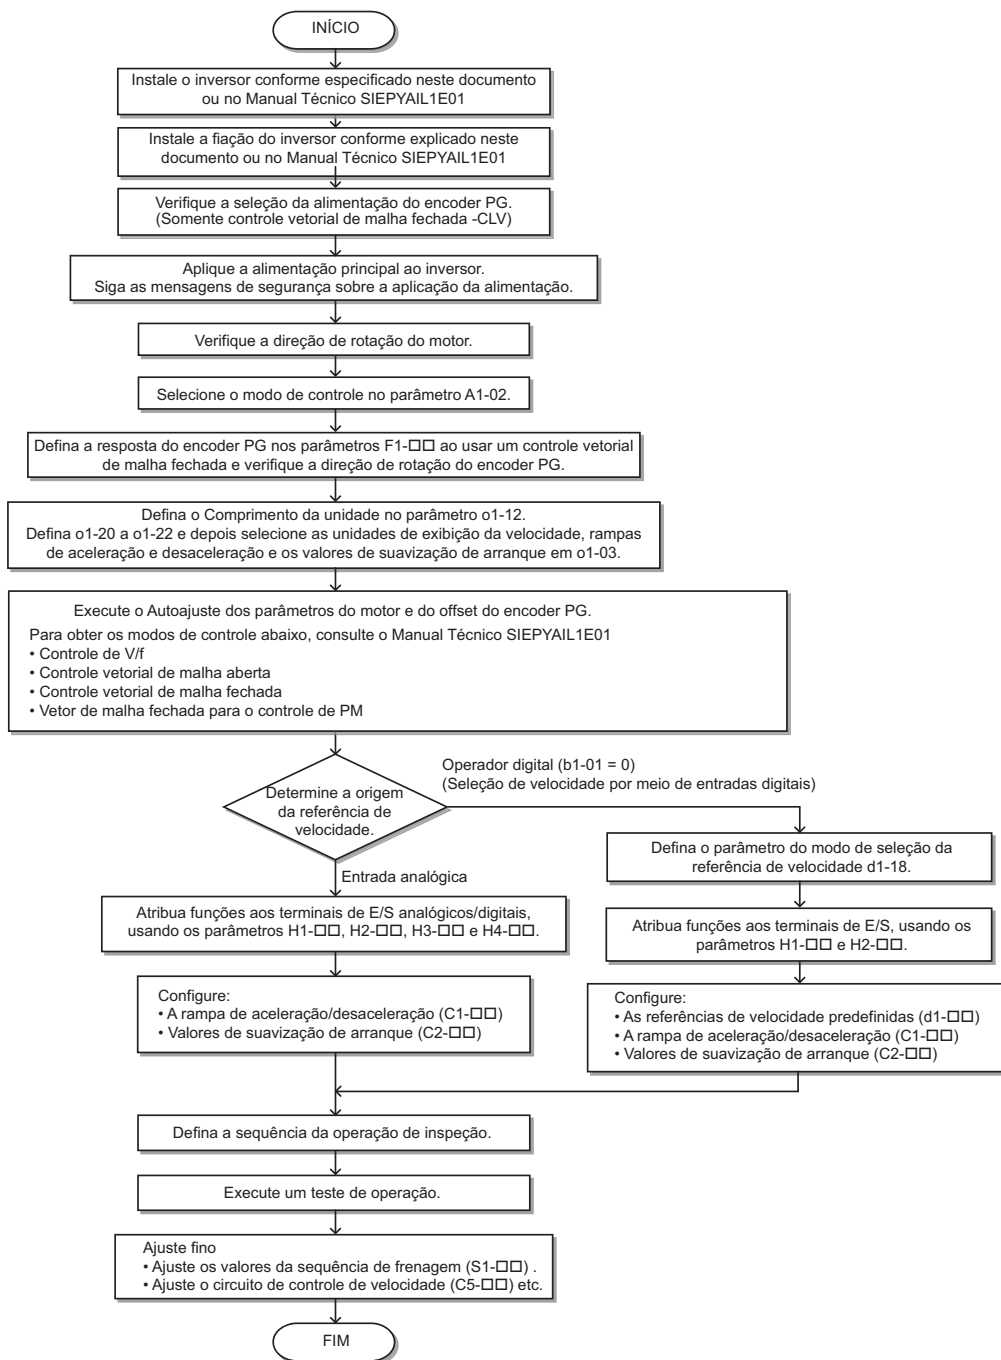 INÍCIO
Instale o inversor conforme especificado neste documento
ou no Manual Técnico SIEPYAIL1E01
Instale a fiação do inversor conforme explicado neste
documento ou no Manual Técnico SIEPYAIL1E01
Verifique a seleção da alimentação do encoder PG.
(Somente controle vetorial de malha fechada -CLV)
Aplique a alimentação principal ao inversor.
Siga as mensagens de segurança sobre a aplicação da alimentação.
Verifique a direção de rotação do motor.
Selecione o modo de controle no parâmetro A1-02.
Defina a resposta do encoder PG nos parâmetros F1-□□ ao usar um controle vetorial
de malha fechada e verifique a direção de rotação do encoder PG.
Defina o Comprimento da unidade no parâmetro o1-12.
Defina o1-20 a o1-22 e depois selecione as unidades de exibição da velocidade, rampas
de aceleração e desaceleração e os valores de suavização de arranque em o1-03.
Execute o Autoajuste dos parâmetros do motor e do offset do encoder PG.
Para obter os modos de controle abaixo, consulte o Manual Técnico SIEPYAIL1E01
• Controle de V/f
• Controle vetorial de malha aberta
• Controle vetorial de malha fechada
• Vetor de malha fechada para o controle de PM
Determine a origem
da referência de
velocidade.
Operador digital (b1-01 = 0)
(Seleção de velocidade por meio de entradas digitais)
Entrada analógica
Atribua funções aos terminais de E/S analógicos/digitais,
usando os parâmetros H1-□□, H2-□□, H3-□□ e H4-□□.
Configure:
• A rampa de aceleração/desaceleração (C1-□□)
• Valores de suavização de arranque (C2-□□)
Defina o parâmetro do modo de seleção da
referência de velocidade d1-18.
Atribua funções aos terminais de E/S, usando os
parâmetros H1-□□ e H2-□□.
Configure:
• As referências de velocidade predefinidas (d1-□□)
• A rampa de aceleração/desaceleração (C1-□□)
• Valores de suavização de arranque (C2-□□)
Defina a sequência da operação de inspeção.
Execute um teste de operação.
Ajuste fino
• Ajuste os valores da sequência de frenagem (S1-□□) .
• Ajuste o circuito de controle de velocidade (C5-□□) etc.
FIM